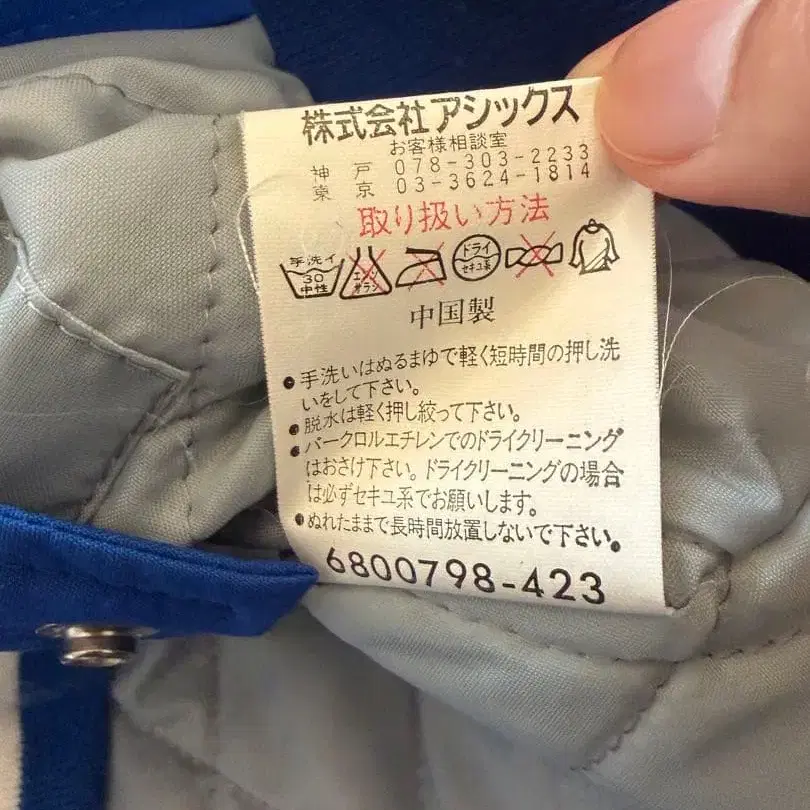 株式会社アシックス
お客様相談室
神戸 078-303-2233
東京 03-3624-1814
取り扱い方法
手洗イ 30 中性 エンソ サラシ ドライ セキユ系
中国製
●手洗いはぬるまゆで軽く短時間の押し洗
いをして下さい。
●脱水は軽く押し絞って下さい。
●パークロルエチレンでのドライクリーニング
はおさけ下さい。ドライクリーニングの場合
は必ずセキユ系でお願いします。
●ぬれたままで長時間放置しないで下さい。
6800798-423